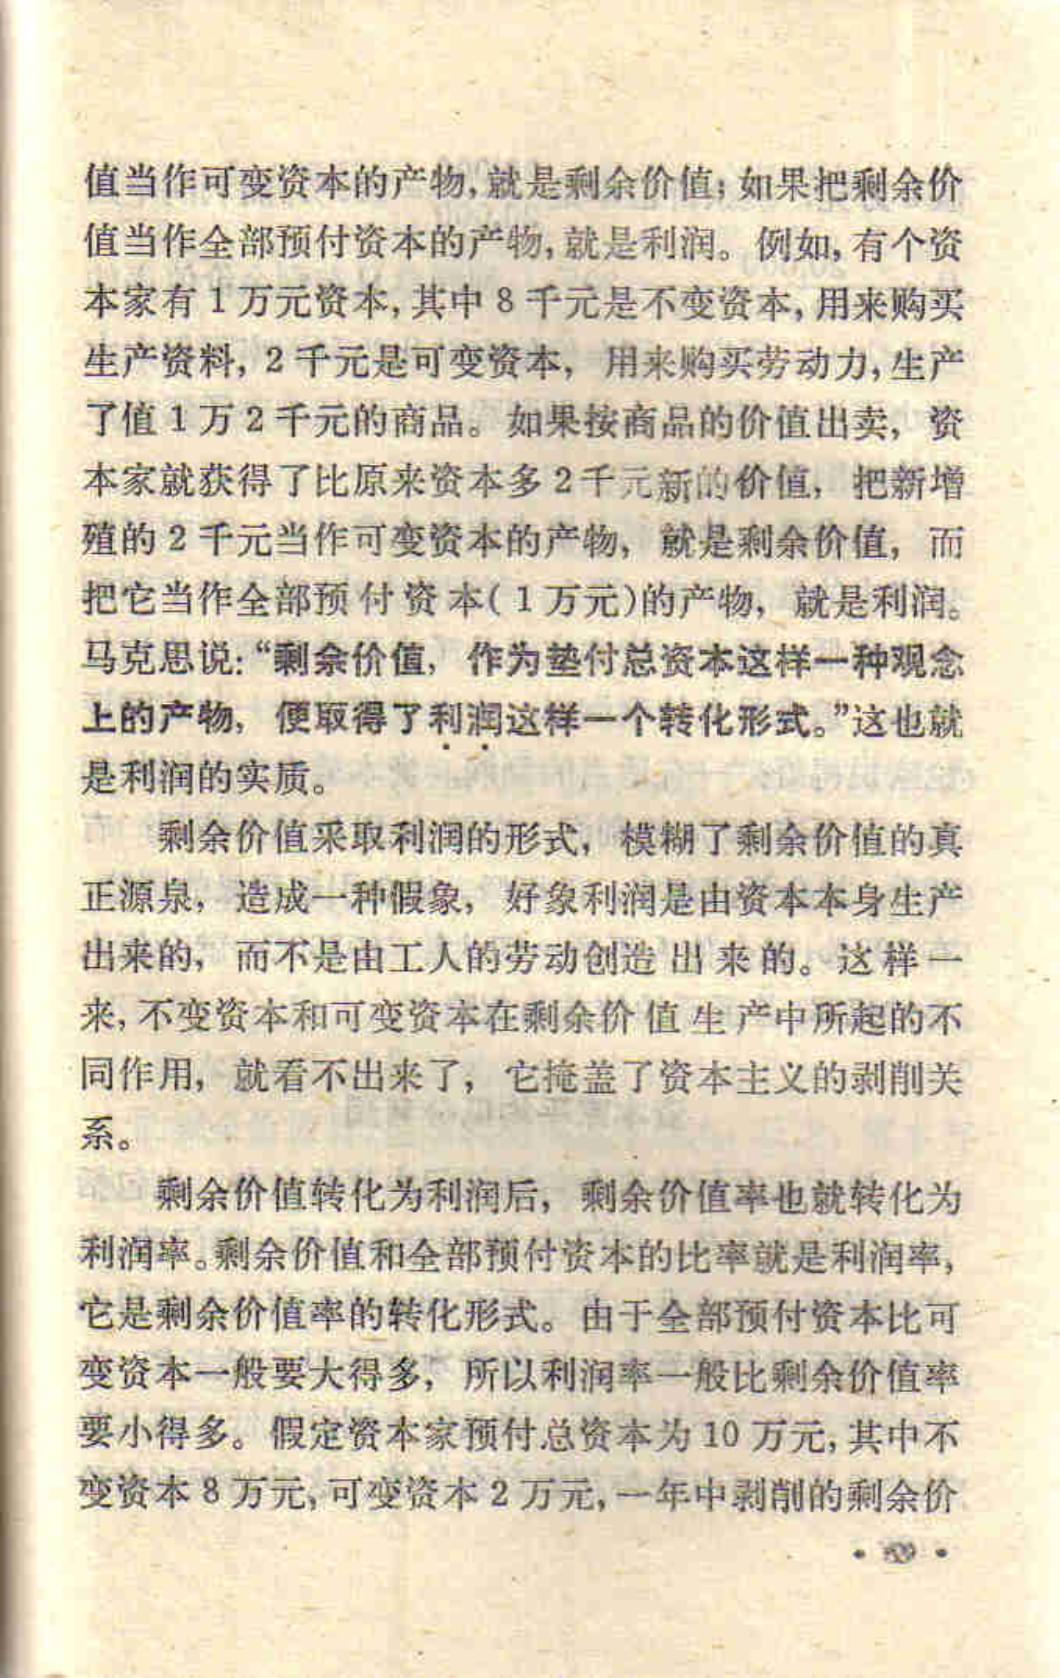 值当作可变资本的产物,就是剩余价值;如果把剩余价
值当作全部预付资本的产物,就是利润。例如,有个资
本家有1万元资本,其中8千元是不变资本,用来购买
生产资料,2千元是可变资本,用来购买劳动力,生产
了值1万2千元的商品。如果按商品的价值出卖,资
本家就获得了比原来资本多2千元新的价值,把新增
殖的2千元当作可变资本的产物,就是剩余价值,而
把它当作全部预付资本(1万元)的产物,就是利润。
马克思说:“剩余价值,作为垫付总资本这样一种观念
上的产物,便取得了利润这样一个转化形式。”这也就
是利润的实质。
剩余价值采取利润的形式,模糊了剩余价值的真
正源泉,造成一种假象,好象利润是由资本本身生产
出来的,而不是由工人的劳动创造出来的。这样一
来,不变资本和可变资本在剩余价值生产中所起的不
同作用,就看不出来了,它掩盖了资本主义的剥削关
系。
剩余价值转化为利润后,剩余价值率也就转化为
利润率。剩余价值和全部预付资本的比率就是利润率,
它是剩余价值率的转化形式。由于全部预付资本比可
变资本一般要大得多,所以利润率一般比剩余价值率
要小得多。假定资本家预付总资本为10万元,其中不
变资本8万元,可变资本2万元,一年中剥削的剩余价